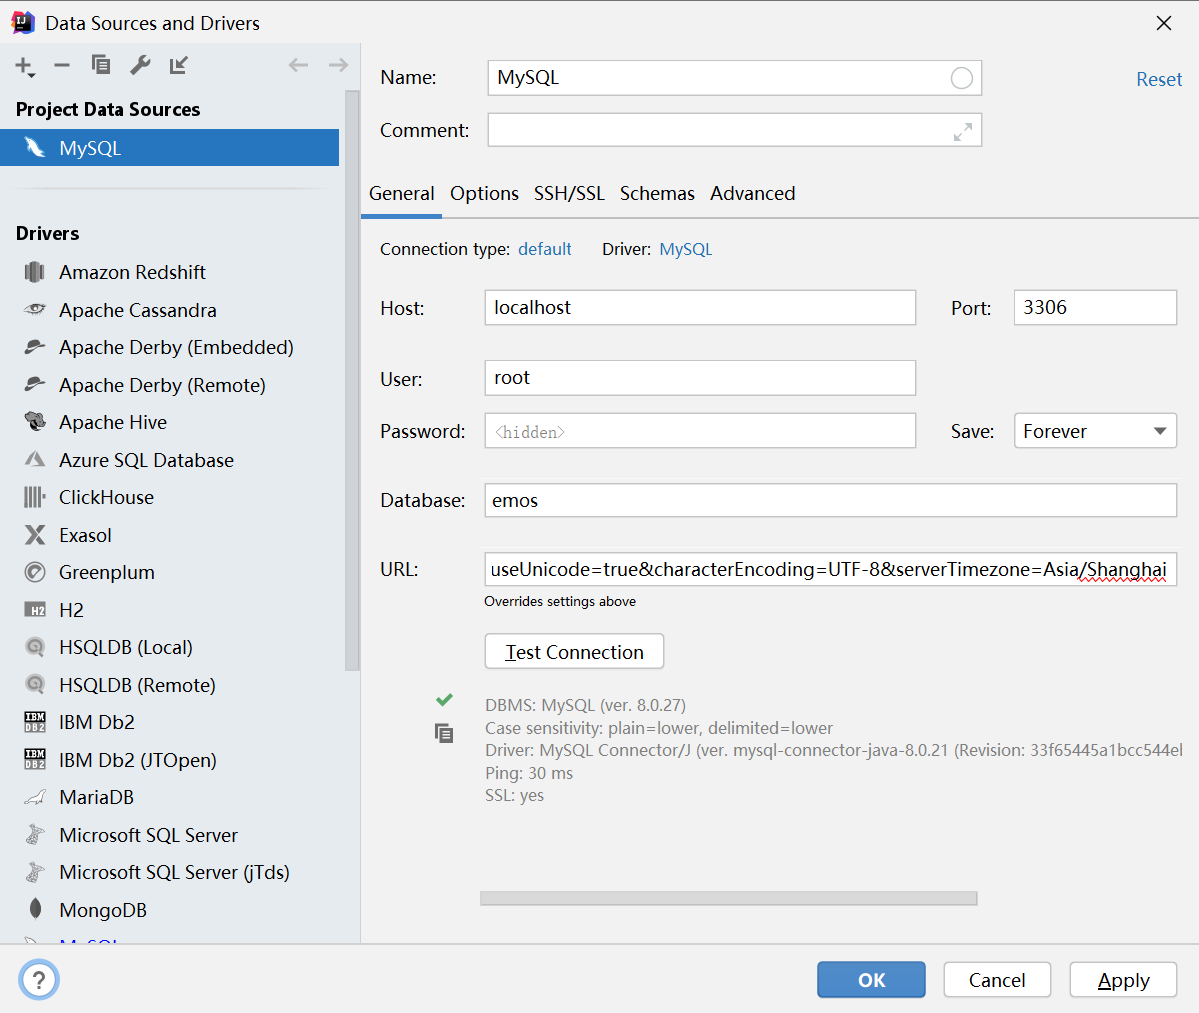 Data Sources and Drivers
Project Data Sources
MySQL
Drivers
Amazon Redshift
Apache Cassandra
Apache Derby (Embedded)
Apache Derby (Remote)
Apache Hive
Azure SQL Database
ClickHouse
Exasol
Greenplum
H2
HSQLDB (Local)
HSQLDB (Remote)
IBM Db2
IBM Db2 (JTOpen)
MariaDB
Microsoft SQL Server
Microsoft SQL Server (jTds)
MongoDB
MySQL
Name: MySQL Reset
Comment:
General Options SSH/SSL Schemas Advanced
Connection type: default Driver: MySQL
Host: localhost Port: 3306
User: root
Password: <hidden> Save: Forever
Database: emos
URL: useUnicode=true&characterEncoding=UTF-8&serverTimezone=Asia/Shanghai
Overrides settings above
Test Connection
DBMS: MySQL (ver. 8.0.27)
Case sensitivity: plain=lower, delimited=lower
Driver: MySQL Connector/J (ver. mysql-connector-java-8.0.21 (Revision: 33f65445a1bcc544el
Ping: 30 ms
SSL: yes
? OK Cancel Apply